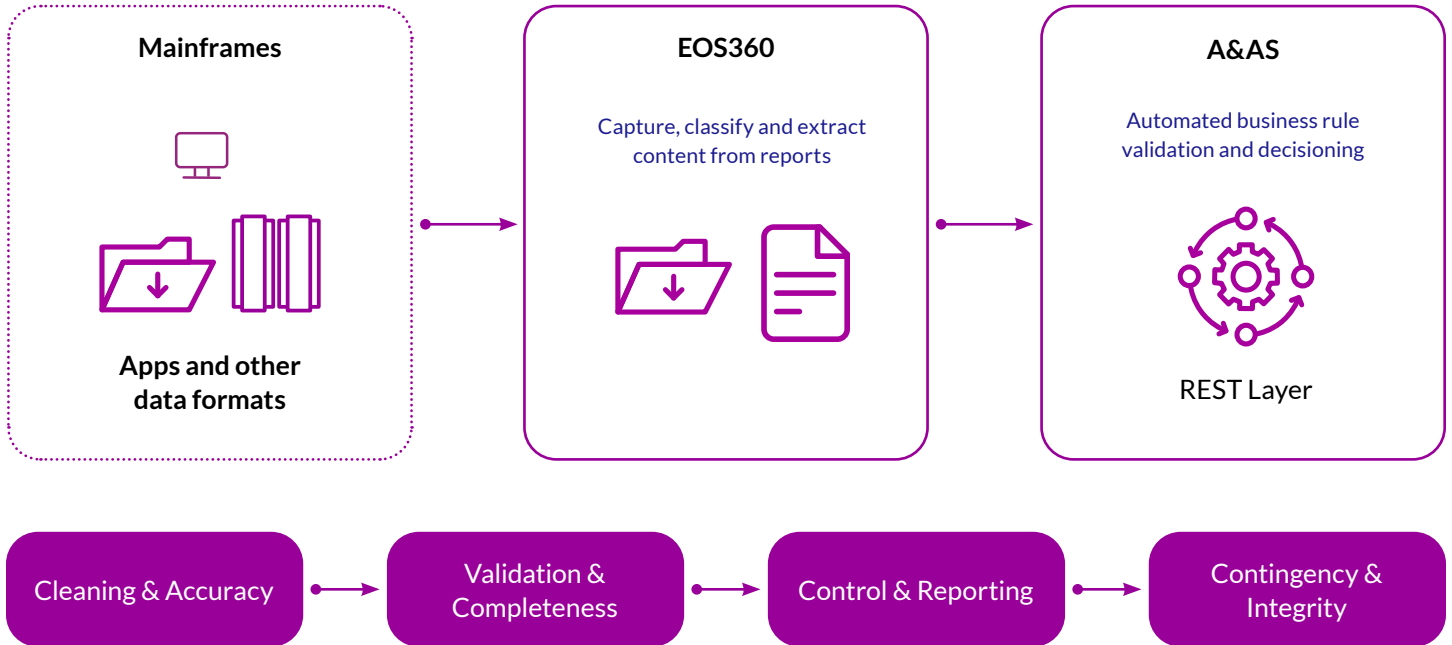 Mainframes
Apps and other
data formats
EOS360
Capture, classify and extract
content from reports
A&AS
Automated business rule
validation and decisioning
REST Layer
Cleaning & Accuracy
Validation &
Completeness
Control & Reporting
Contingency &
Integrity